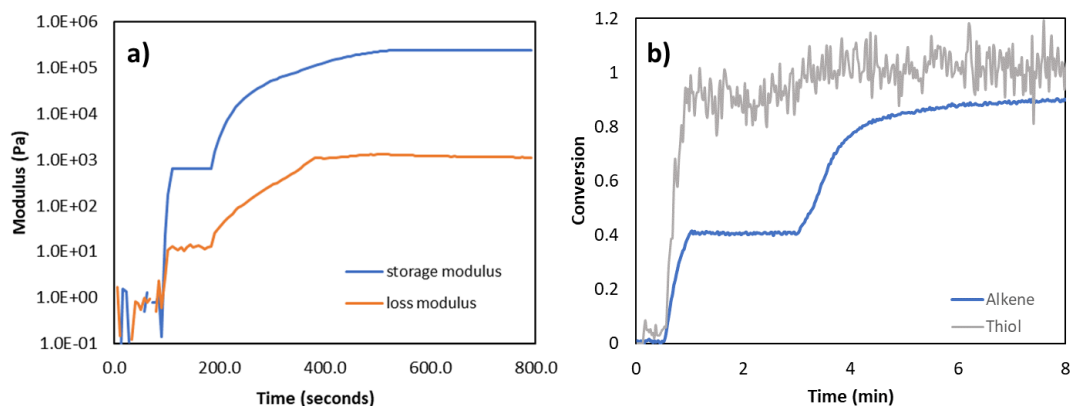 a)
1.0E+06
1.0E+05
1.0E+04
1.0E+03
1.0E+02
1.0E+01
1.0E+00
1.0E-01
Modulus (Pa)
storage modulus
loss modulus
0.0 200.0 400.0 600.0 800.0
Time (seconds)
b)
1.2
1
0.8
0.6
0.4
0.2
0
Conversion
Alkene
Thiol
0 2 4 6 8
Time (min)